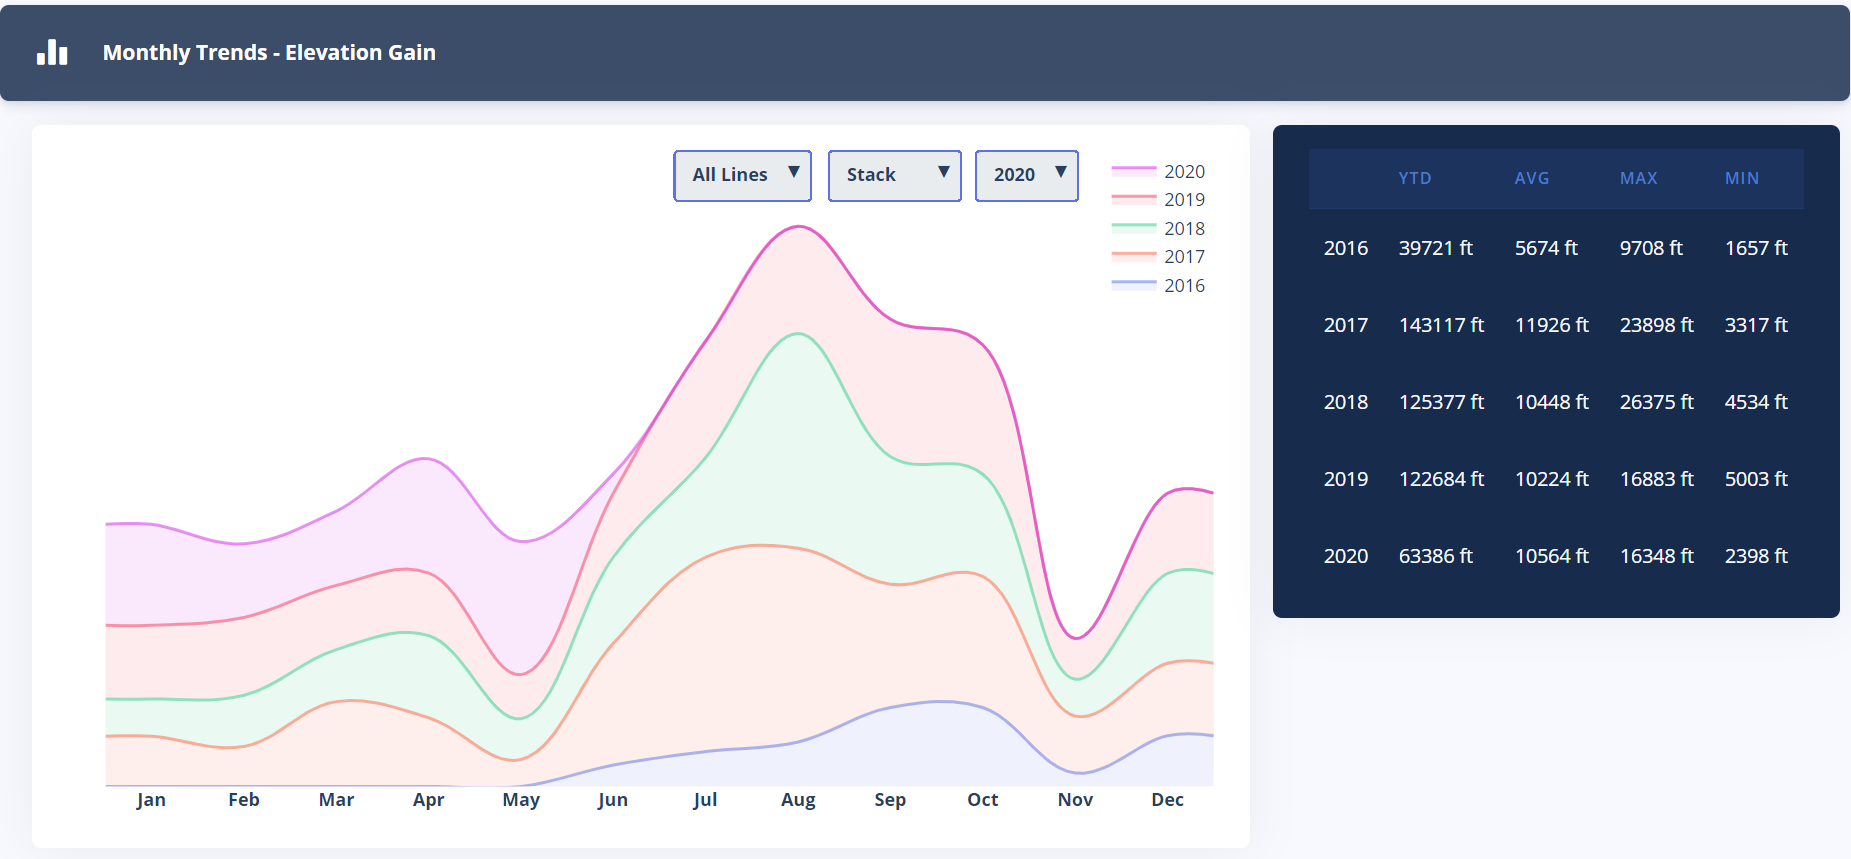 Monthly Trends - Elevation Gain
All Lines ▼ Stack ▼ 2020 ▼
2020
2019
2018
2017
2016
Jan Feb Mar Apr May Jun Jul Aug Sep Oct Nov Dec
YTD AVG MAX MIN
2016 39721 ft 5674 ft 9708 ft 1657 ft
2017 143117 ft 11926 ft 23898 ft 3317 ft
2018 125377 ft 10448 ft 26375 ft 4534 ft
2019 122684 ft 10224 ft 16883 ft 5003 ft
2020 63386 ft 10564 ft 16348 ft 2398 ft